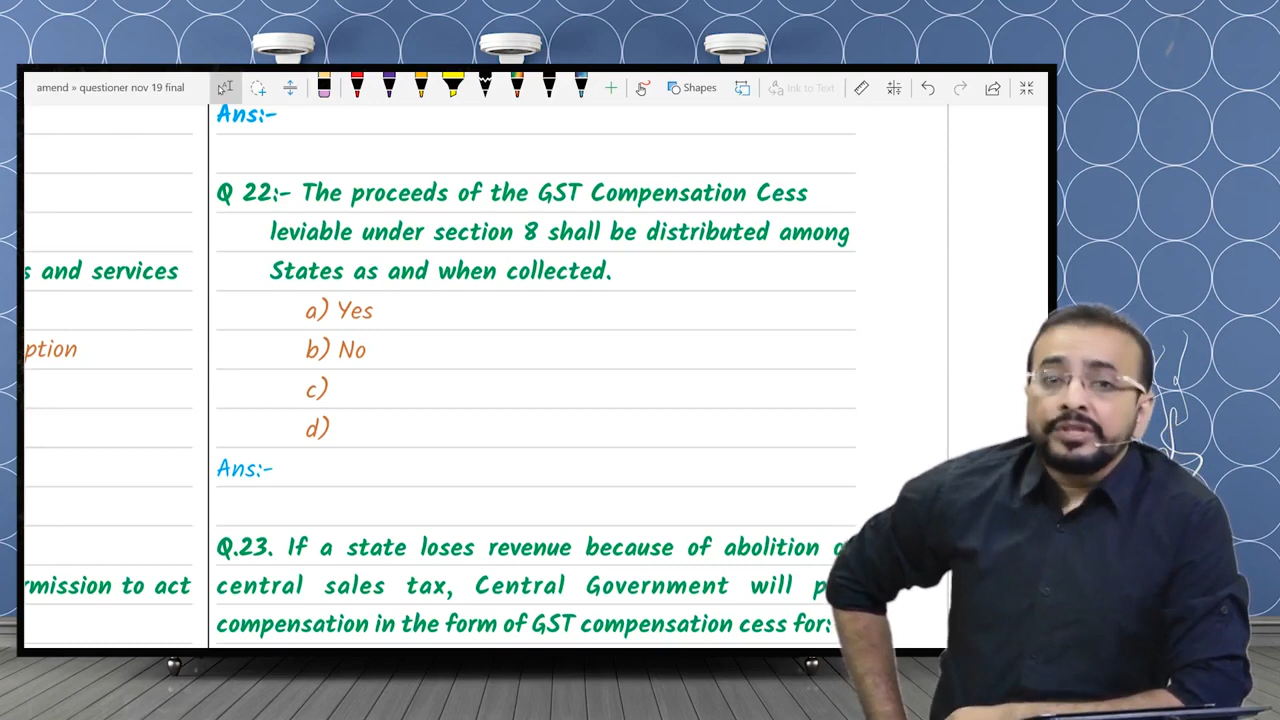 amend » questioner nov 19 final
Shapes
Ink to Text
Ans:-
Q 22:- The proceeds of the GST Compensation Cess
leviable under section 8 shall be distributed among
s and services
States as and when collected.
a) Yes
ption
b) No
c)
d)
Ans:-
Q.23. If a state loses revenue because of abolition
rmission to act
central sales tax, Central Government will p
compensation in the form of GST compensation cess for: